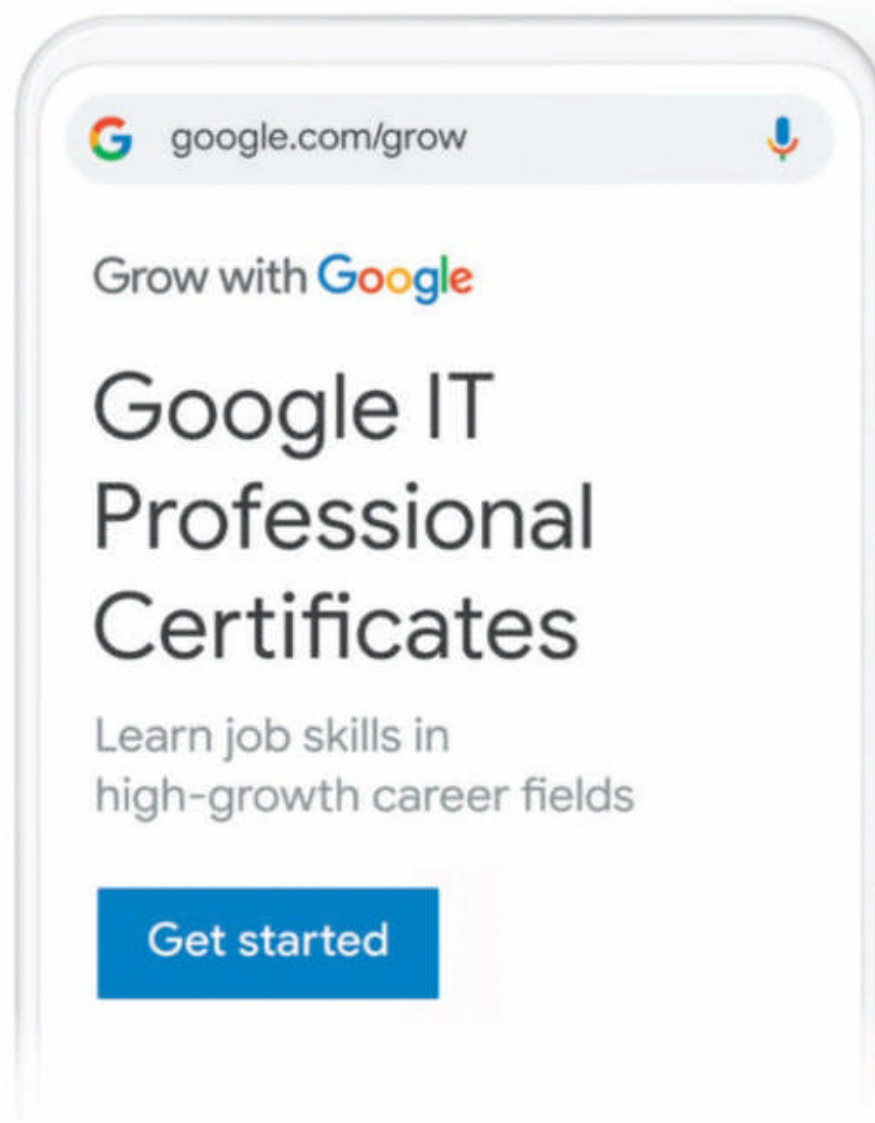 google.com/grow
Grow with Google
Google IT
Professional
Certificates
Learn job skills in
high-growth career fields
Get started